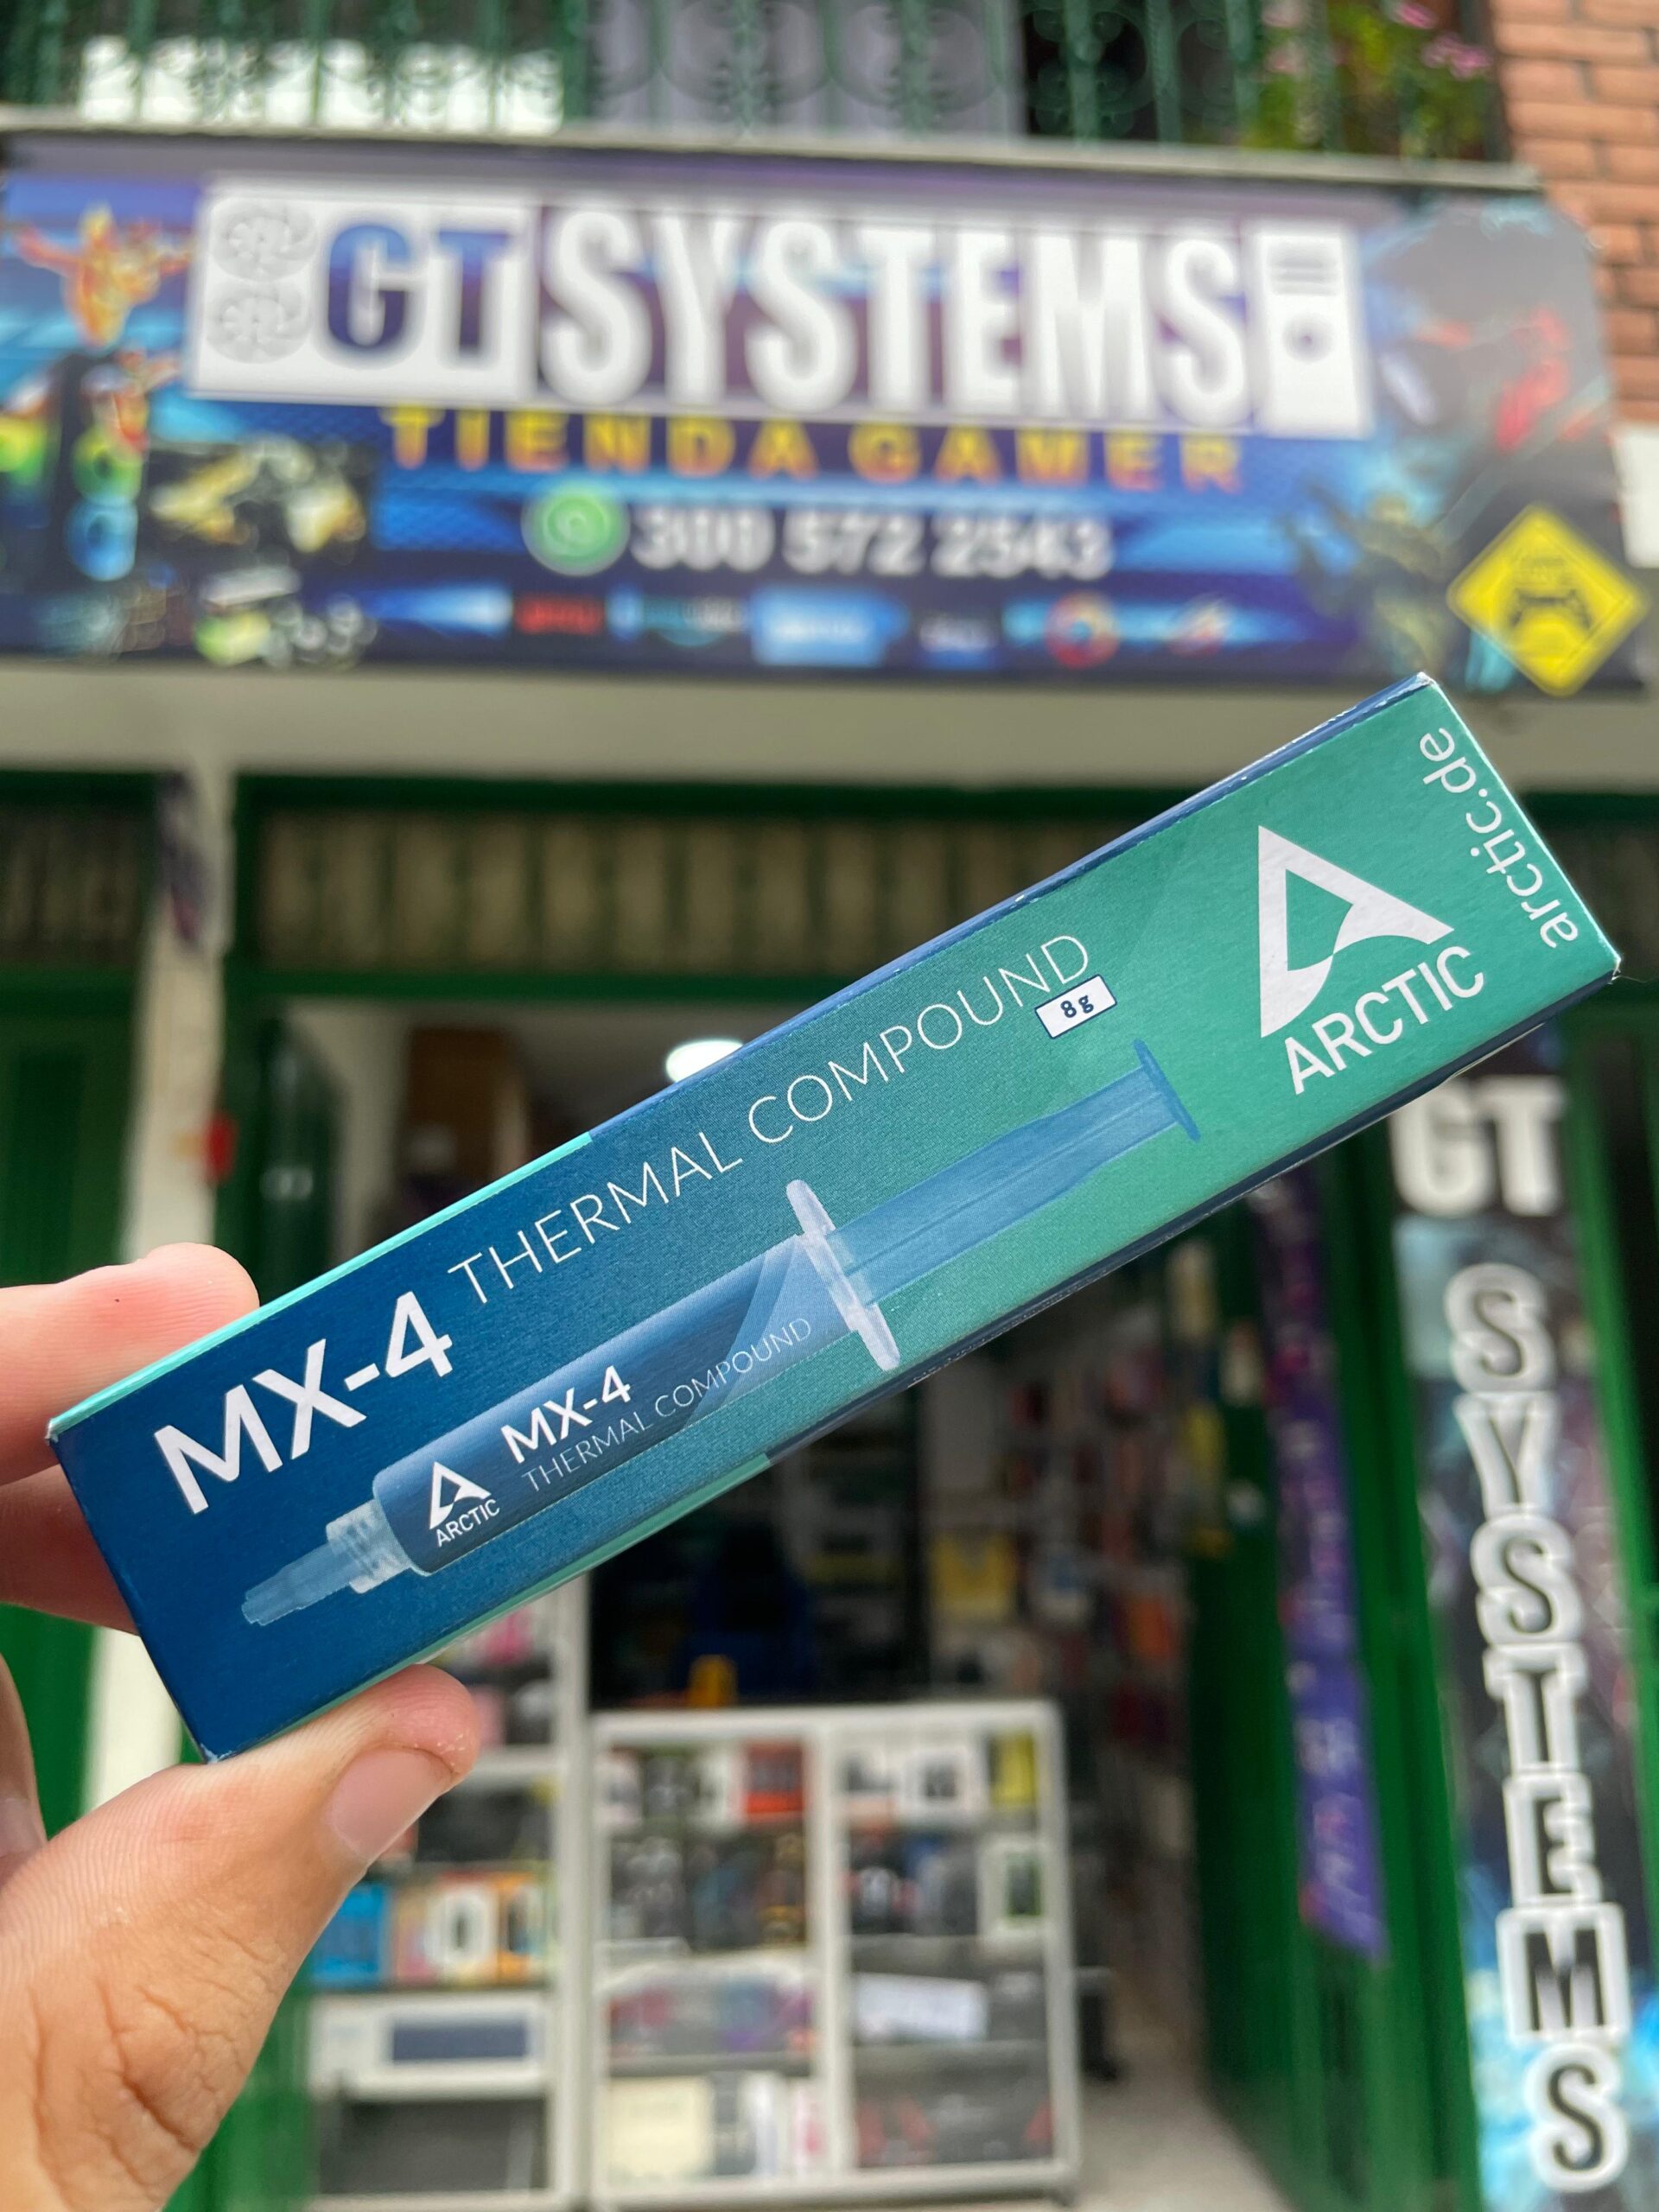 GT SYSTEMS
TIENDA GAMER
300 572 2543
arctic.de
ARCTIC
MX-4 THERMAL COMPOUND
8g
MX-4
THERMAL COMPOUND
ARCTIC
GT
SYSTEMS